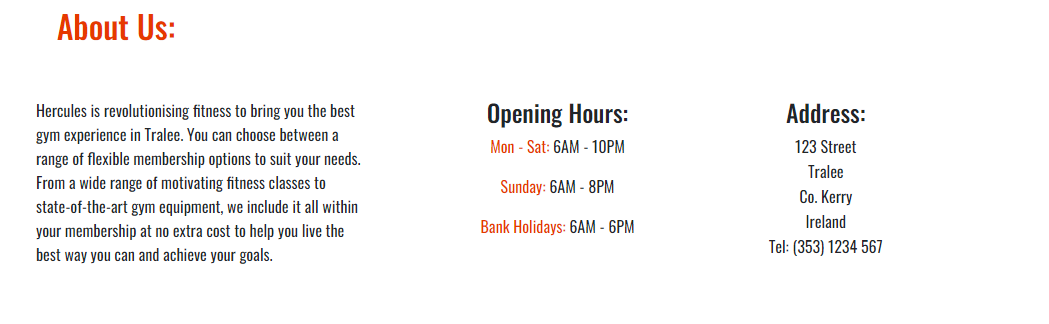 About Us:
Hercules is revolutionising fitness to bring you the best
gym experience in Tralee. You can choose between a
range of flexible membership options to suit your needs.
From a wide range of motivating fitness classes to
state-of-the-art gym equipment, we include it all within
your membership at no extra cost to help you live the
best way you can and achieve your goals.
Opening Hours:
Mon - Sat: 6AM - 10PM
Sunday: 6AM - 8PM
Bank Holidays: 6AM - 6PM
Address:
123 Street
Tralee
Co. Kerry
Ireland
Tel: (353) 1234 567